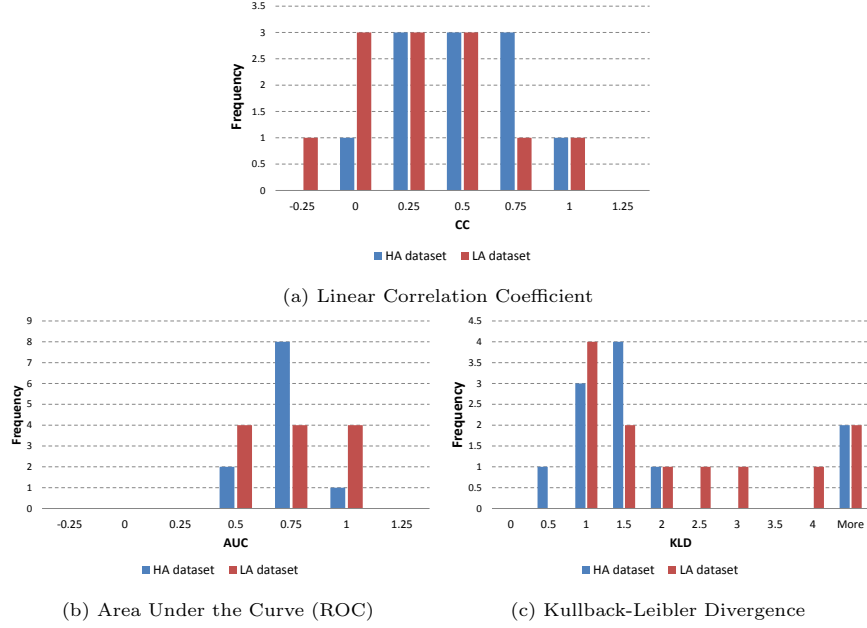 3.5
3
2.5
2
1.5
1
0.5
0
Frequency
-0.25 0 0.25 0.5 0.75 1 1.25
CC
HA dataset LA dataset
(a) Linear Correlation Coefficient
9
8
7
6
5
4
3
2
1
0
Frequency
-0.25 0 0.25 0.5 0.75 1 1.25
AUC
HA dataset LA dataset
(b) Area Under the Curve (ROC)
4.5
4
3.5
3
2.5
2
1.5
1
0.5
0
Frequency
0 0.5 1 1.5 2 2.5 3 3.5 4 More
KLD
HA dataset LA dataset
(c) Kullback-Leibler Divergence